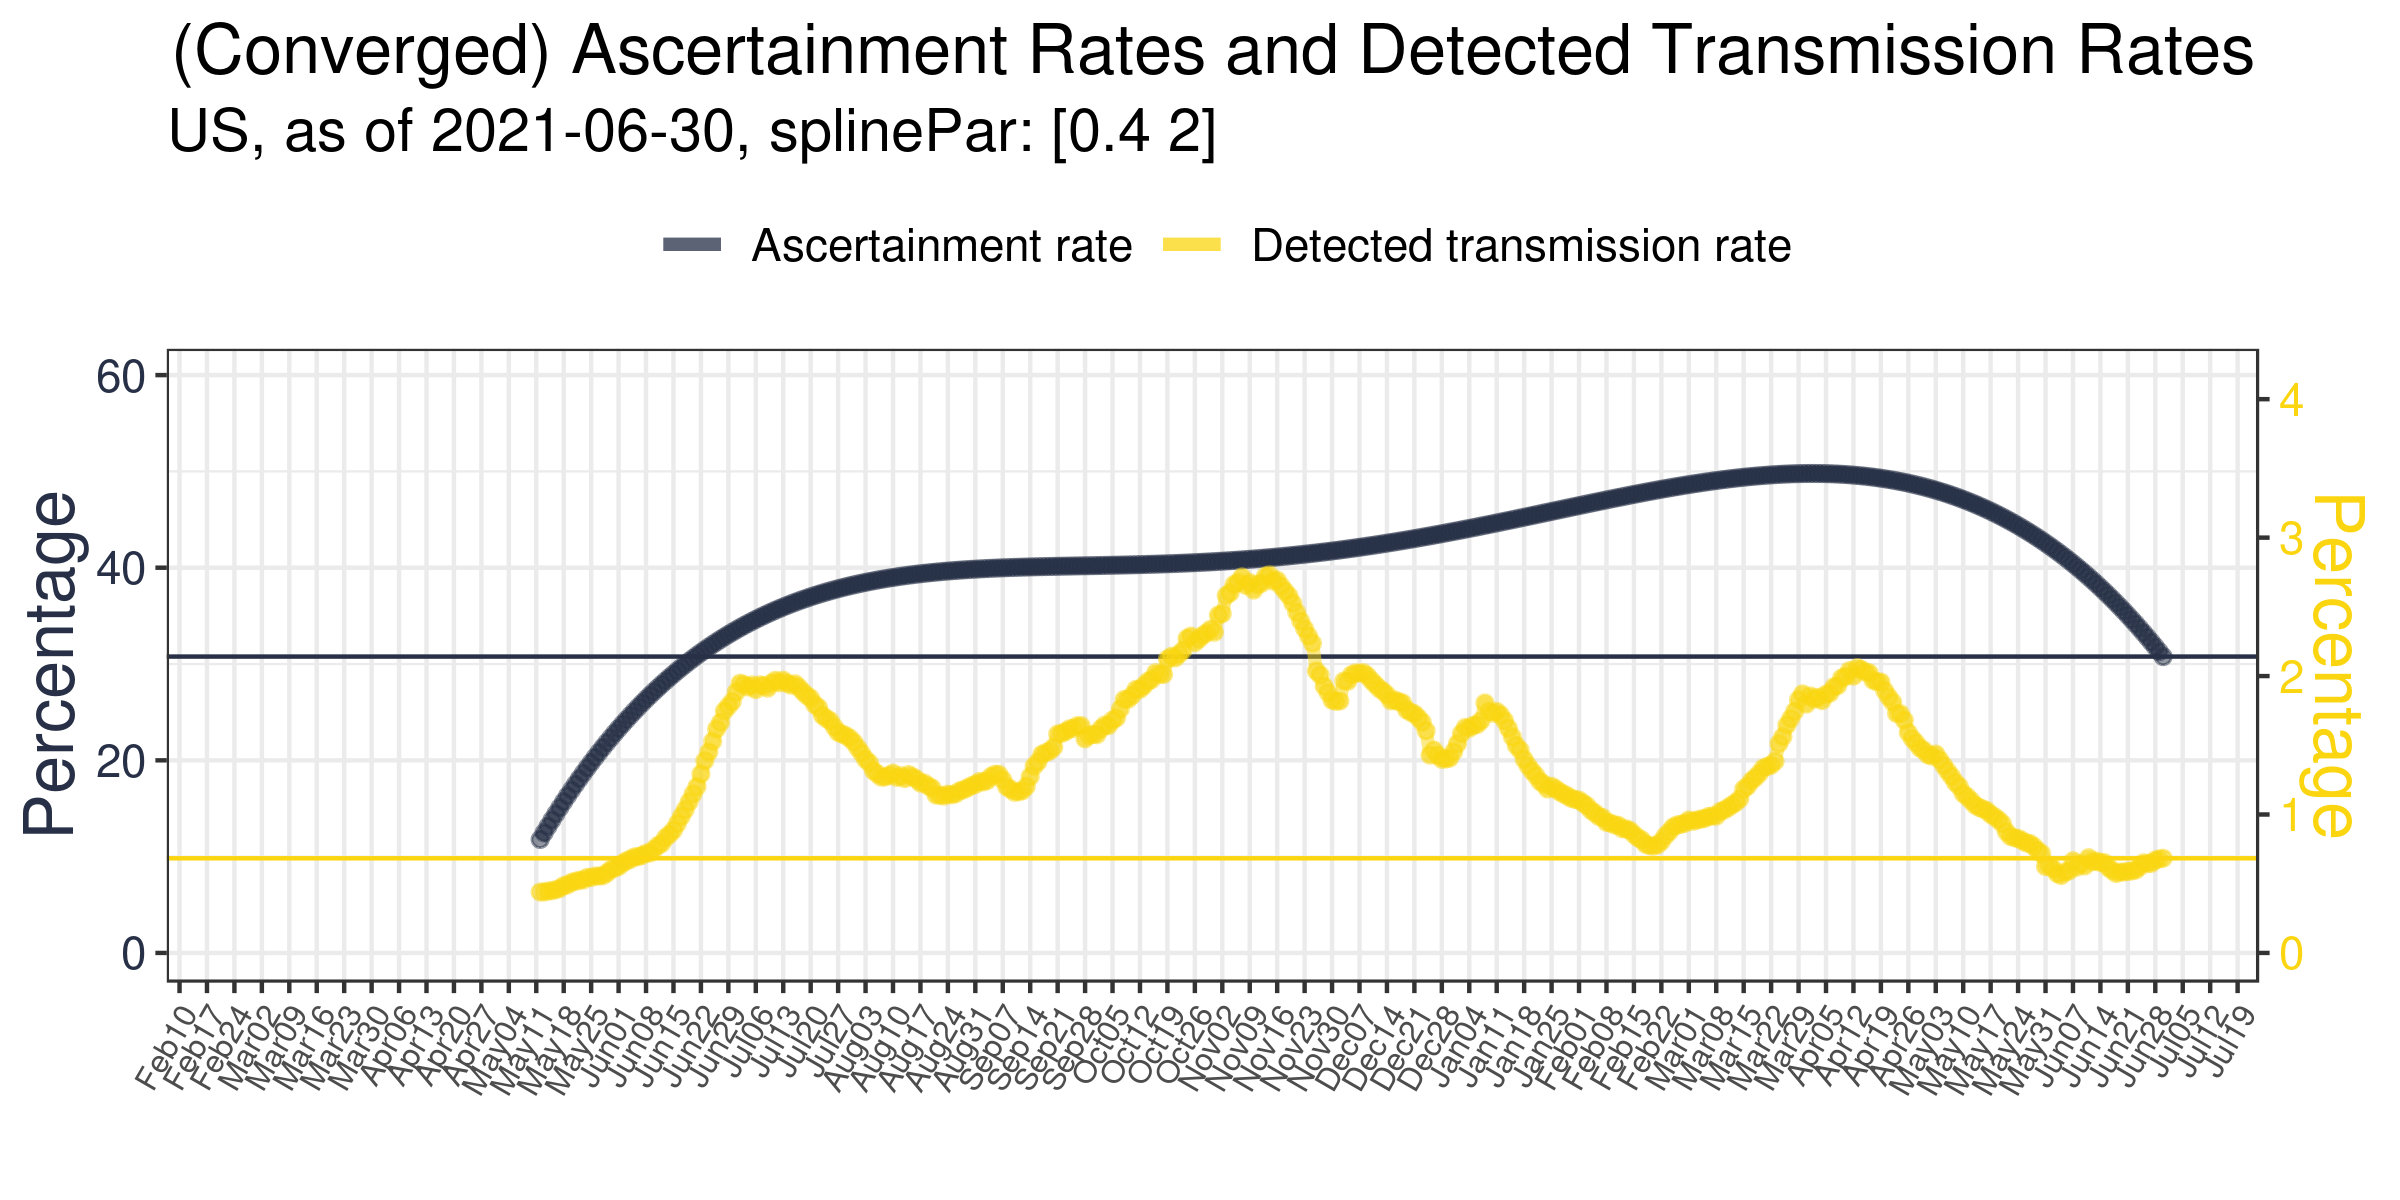 (Converged) Ascertainment Rates and Detected Transmission Rates
US, as of 2021-06-30, splinePar: [0.4 2]
Ascertainment rate
Detected transmission rate
Percentage
60
40
20
0
4
3
2
1
0
Percentage
Feb10
Feb17
Feb24
Mar02
Mar09
Mar16
Mar23
Mar30
Apr06
Apr13
Apr20
Apr27
May04
May11
May18
May25
Jun01
Jun08
Jun15
Jun22
Jun29
Jul06
Jul13
Jul20
Jul27
Aug03
Aug10
Aug17
Aug24
Aug31
Sep07
Sep14
Sep21
Sep28
Oct05
Oct12
Oct19
Oct26
Nov02
Nov09
Nov16
Nov23
Nov30
Dec07
Dec14
Dec21
Dec28
Jan04
Jan11
Jan18
Jan25
Feb01
Feb08
Feb15
Feb22
Mar01
Mar08
Mar15
Mar22
Mar29
Apr05
Apr12
Apr19
Apr26
May03
May10
May17
May24
May31
Jun07
Jun14
Jun21
Jun28
Jul05
Jul12
Jul19